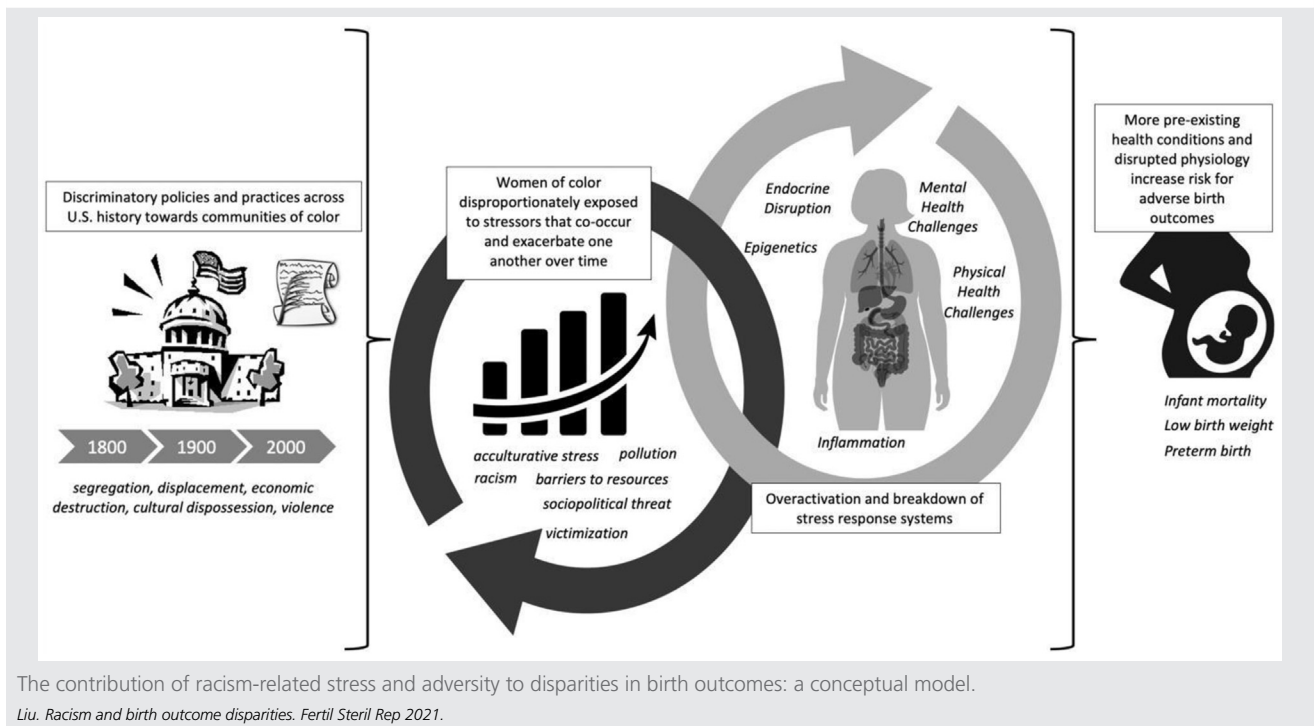 Discriminatory policies and practices across
U.S. history towards communities of color
1800
1900
2000
segregation, displacement, economic
destruction, cultural dispossession, violence
Women of color
disproportionately exposed
to stressors that co-occur
and exacerbate one
another over time
acculturative stress
pollution
racism
barriers to resources
sociopolitical threat
victimization
Endocrine
Disruption
Mental
Health
Challenges
Epigenetics
Physical
Health
Challenges
Inflammation
Overactivation and breakdown of
stress response systems
More pre-existing
health conditions and
disrupted physiology
increase risk for
adverse birth
outcomes
Infant mortality
Low birth weight
Preterm birth
The contribution of racism-related stress and adversity to disparities in birth outcomes: a conceptual model.
Liu. Racism and birth outcome disparities. Fertil Steril Rep 2021.